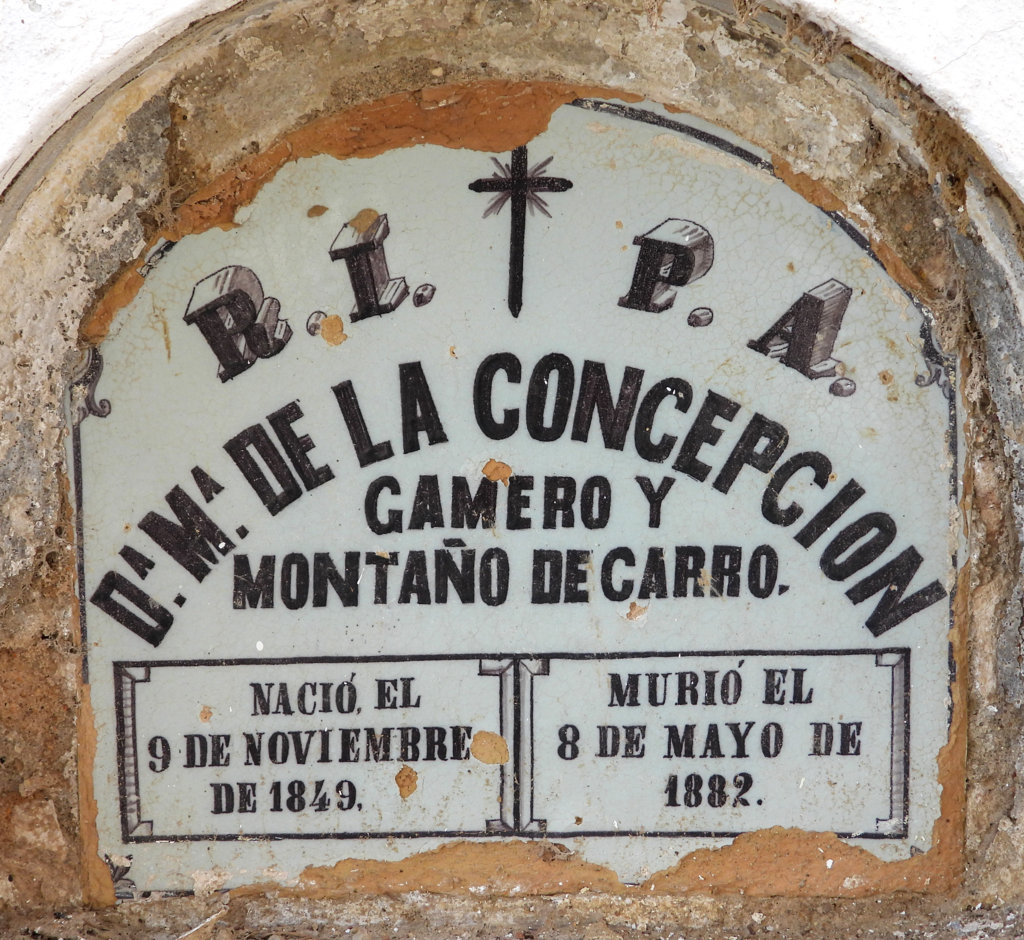 R. I. P. A.
Dª Mª. DE LA CONCEPCION
GAMERO Y
MONTAÑO DE CARRO.
NACIÓ, EL
9 DE NOVIEMBRE
DE 1849,
MURIÓ EL
8 DE MAYO DE
1882.